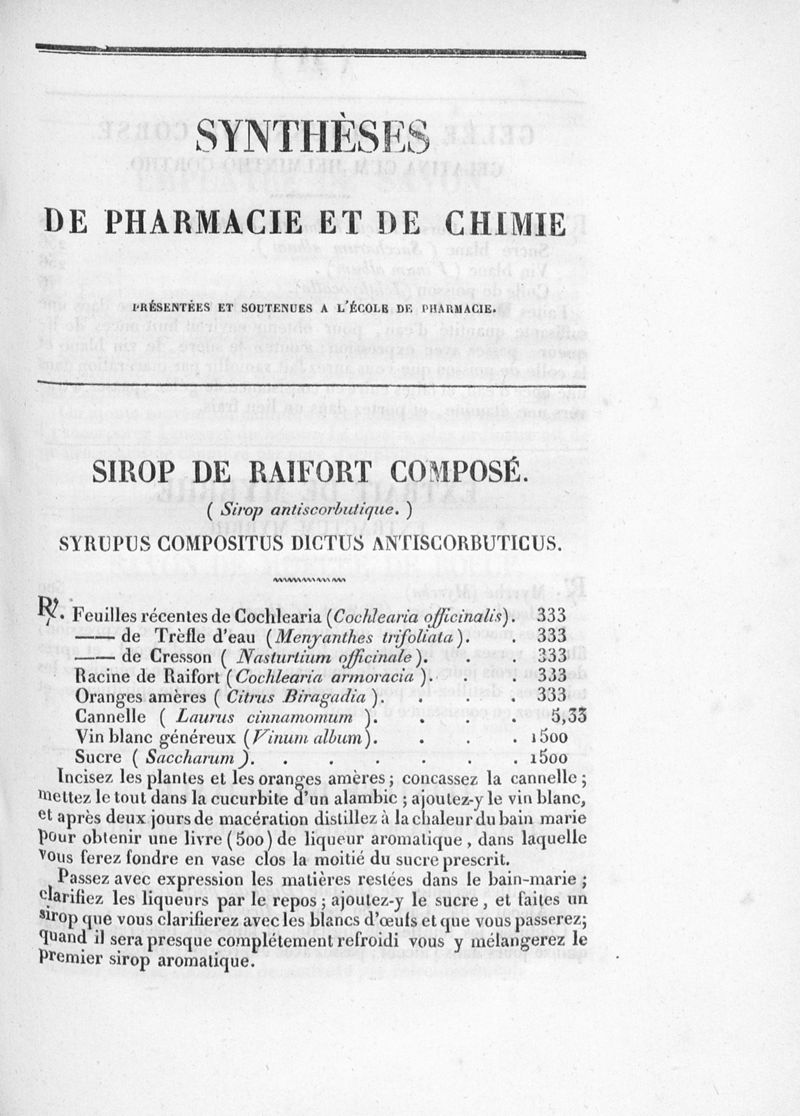 SYNTHÈSES
DE PHARMACIE ET DE CHIMIE
PRÉSENTÉES ET SOUTENUES A L'ÉCOLE DE PHARMACIE.
SIROP DE RAIFORT COMPOSÉ.
( Sirop antiscorbutique. )
SYRUPUS COMPOSITUS DICTUS ANTISCORBUTICUS.
℞. Feuilles récentes de Cochlearia (Cochlearia officinalis). 333
—— de Trèfle d'eau (Menyanthes trifoliata). . 333
—— de Cresson ( Nasturtium officinale). . . 333
Racine de Raifort (Cochlearia armoracia ). . . 333
Oranges amères ( Citrus Biragadia ). . . . 333
Cannelle ( Laurus cinnamomum ). . . . . 5,33
Vin blanc généreux (Vinum album). . . . 1500
Sucre ( Saccharum ). . . . . . . 1500
Incisez les plantes et les oranges amères ; concassez la cannelle ;
mettez le tout dans la cucurbite d'un alambic ; ajoutez-y le vin blanc,
et après deux jours de macération distillez à la chaleur du bain marie
pour obtenir une livre (500) de liqueur aromatique, dans laquelle
vous ferez fondre en vase clos la moitié du sucre prescrit.
Passez avec expression les matières restées dans le bain-marie ;
clarifiez les liqueurs par le repos ; ajoutez-y le sucre, et faites un
sirop que vous clarifierez avec les blancs d'œufs et que vous passerez;
quand il sera presque complétement refroidi vous y mélangerez le
premier sirop aromatique.